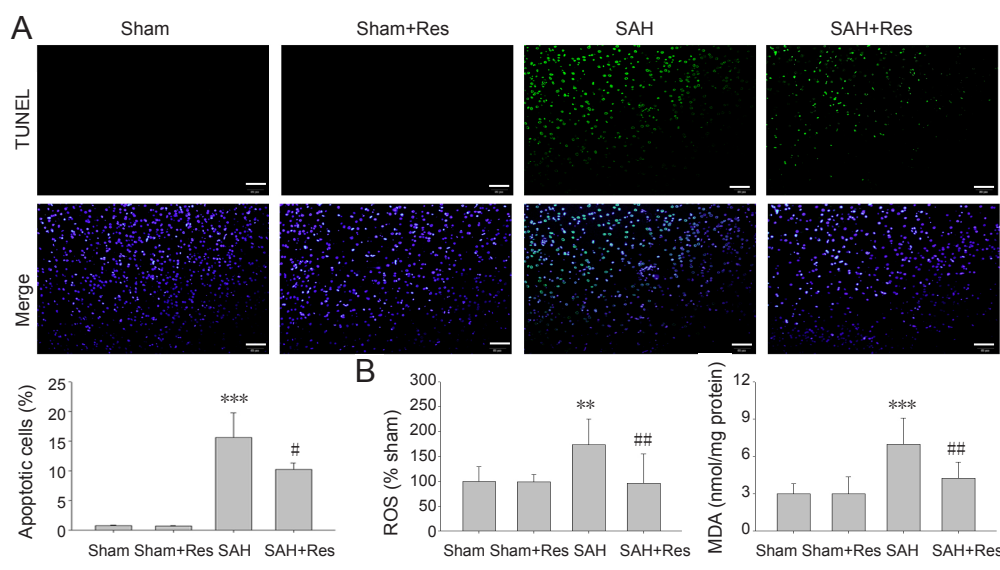 A
Sham
Sham+Res
SAH
SAH+Res
TUNEL
Merge
Apoptotic cells (%)
25
20
15
10
5
0
***
#
Sham
Sham+Res
SAH
SAH+Res
B
ROS (% sham)
300
250
200
150
100
50
0
**
##
Sham
Sham+Res
SAH
SAH+Res
MDA (nmol/mg protein)
12
9
6
3
0
***
##
Sham
Sham+Res
SAH
SAH+Res